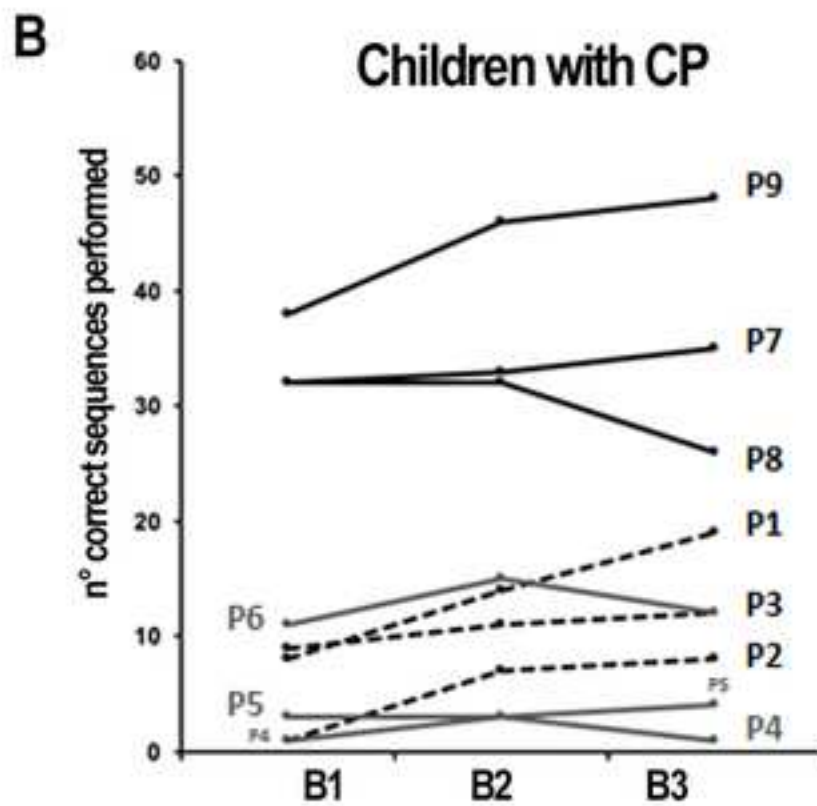 B
Children with CP
n° correct sequences performed
60
50
40
30
20
10
0
P9
P7
P8
P1
P6
P3
P2
P5
P5
P4
P4
B1 B2 B3